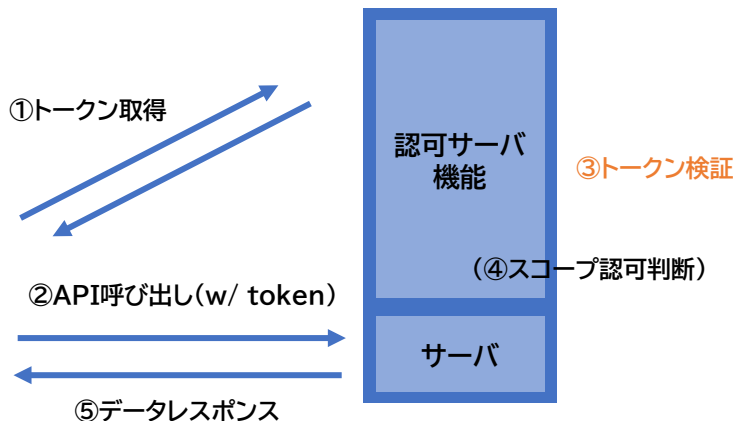 ①トークン取得
認可サーバ
機能
③トークン検証
(④スコープ認可判断)
②API呼び出し(w/ token)
サーバ
⑤データレスポンス